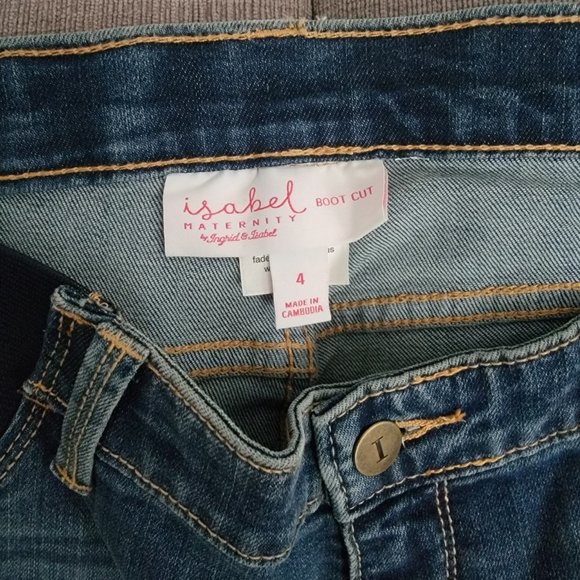 isabel
MATERNITY
by Ingrid & Isabel
BOOT CUT
4
MADE IN
CAMBODIA
I